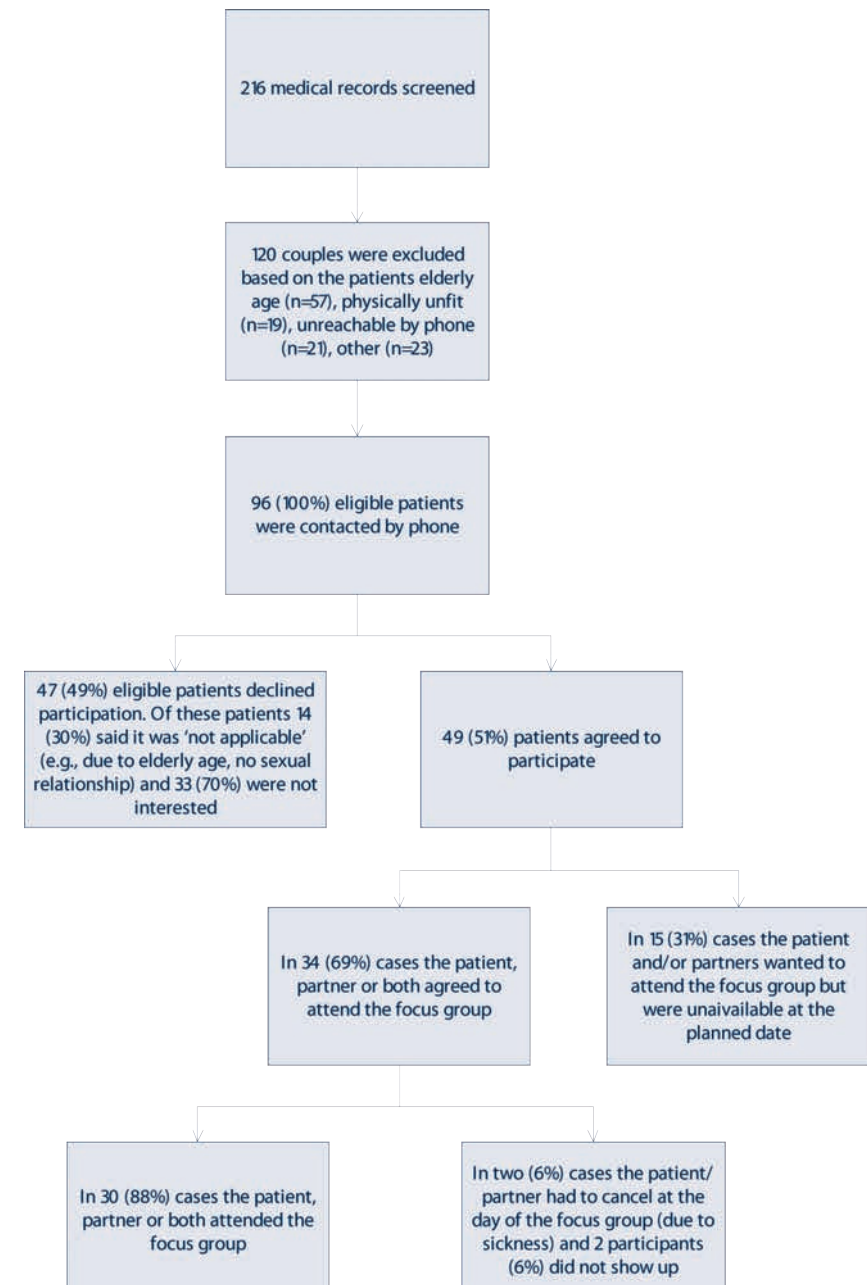 216 medical records screened
120 couples were excluded
based on the patients elderly
age (n=57), physically unfit
(n=19), unreachable by phone
(n=21), other (n=23)
96 (100%) eligible patients
were contacted by phone
47 (49%) eligible patients declined
participation. Of these patients 14
(30%) said it was ‘not applicable’
(e.g., due to elderly age, no sexual
relationship) and 33 (70%) were not
interested
49 (51%) patients agreed to
participate
In 34 (69%) cases the patient,
partner or both agreed to
attend the focus group
In 15 (31%) cases the patient
and/or partners wanted to
attend the focus group but
were unaivailable at the
planned date
In 30 (88%) cases the patient,
partner or both attended the
focus group
In two (6%) cases the patient/
partner had to cancel at the
day of the focus group (due to
sickness) and 2 participants
(6%) did not show up